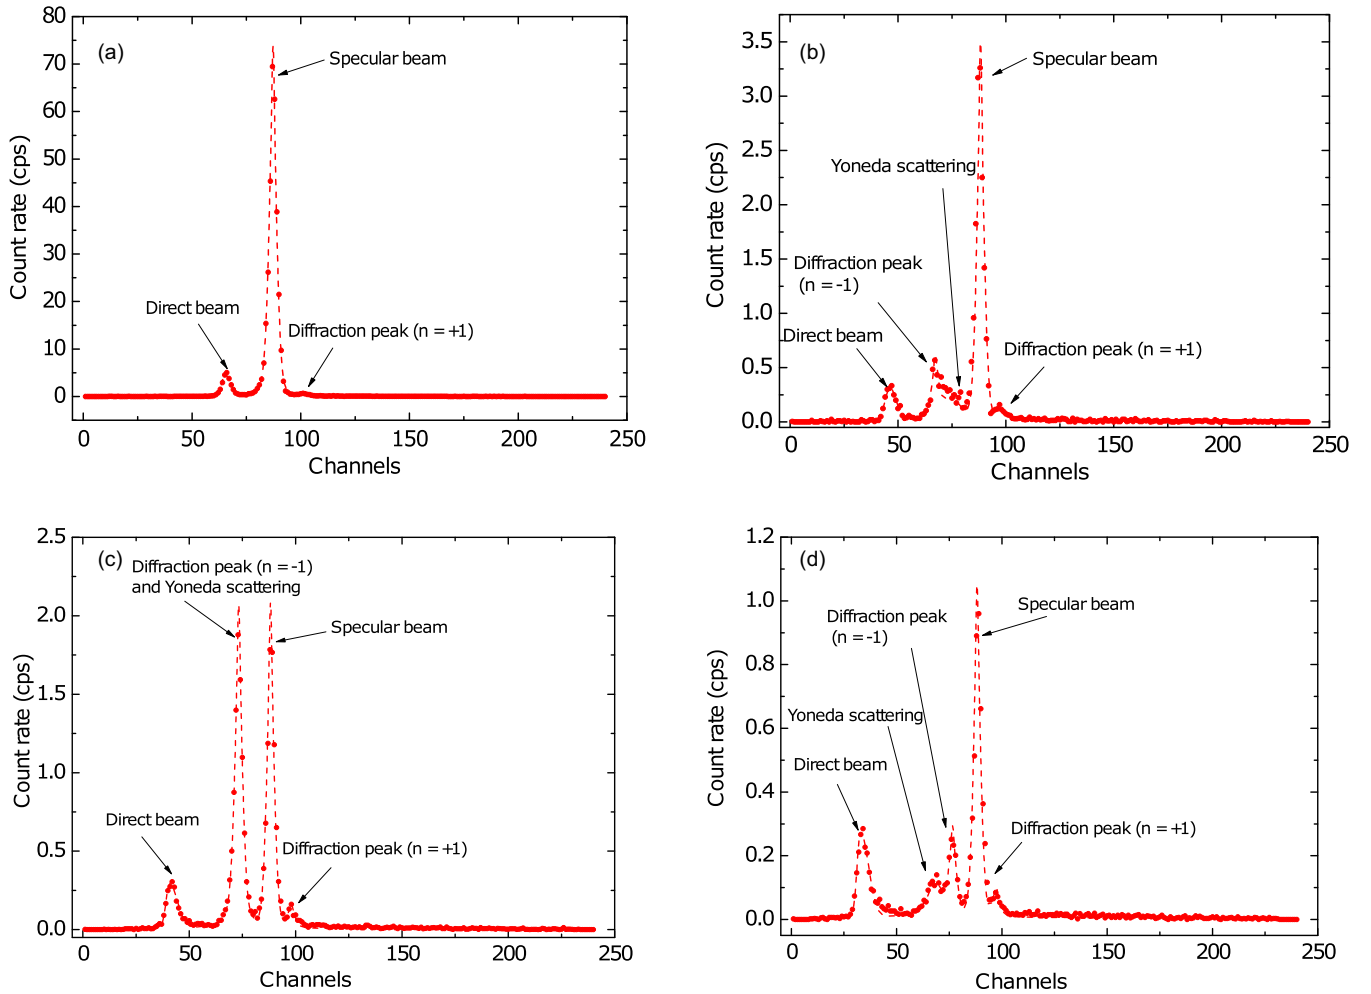 (a)
80
70
60
50
40
30
20
10
0
Count rate (cps)
Specular beam
Direct beam
Diffraction peak (n = +1)
0 50 100 150 200 250
Channels
(b)
3.5
3.0
2.5
2.0
1.5
1.0
0.5
0.0
Count rate (cps)
Specular beam
Yoneda scattering
Diffraction peak
(n = -1)
Direct beam
Diffraction peak (n = +1)
0 50 100 150 200 250
Channels
(c)
2.5
2.0
1.5
1.0
0.5
0.0
Count rate (cps)
Diffraction peak (n = -1)
and Yoneda scattering
Specular beam
Direct beam
Diffraction peak (n = +1)
0 50 100 150 200 250
Channels
(d)
1.2
1.0
0.8
0.6
0.4
0.2
0.0
Count rate (cps)
Specular beam
Diffraction peak
(n = -1)
Yoneda scattering
Direct beam
Diffraction peak (n = +1)
0 50 100 150 200 250
Channels